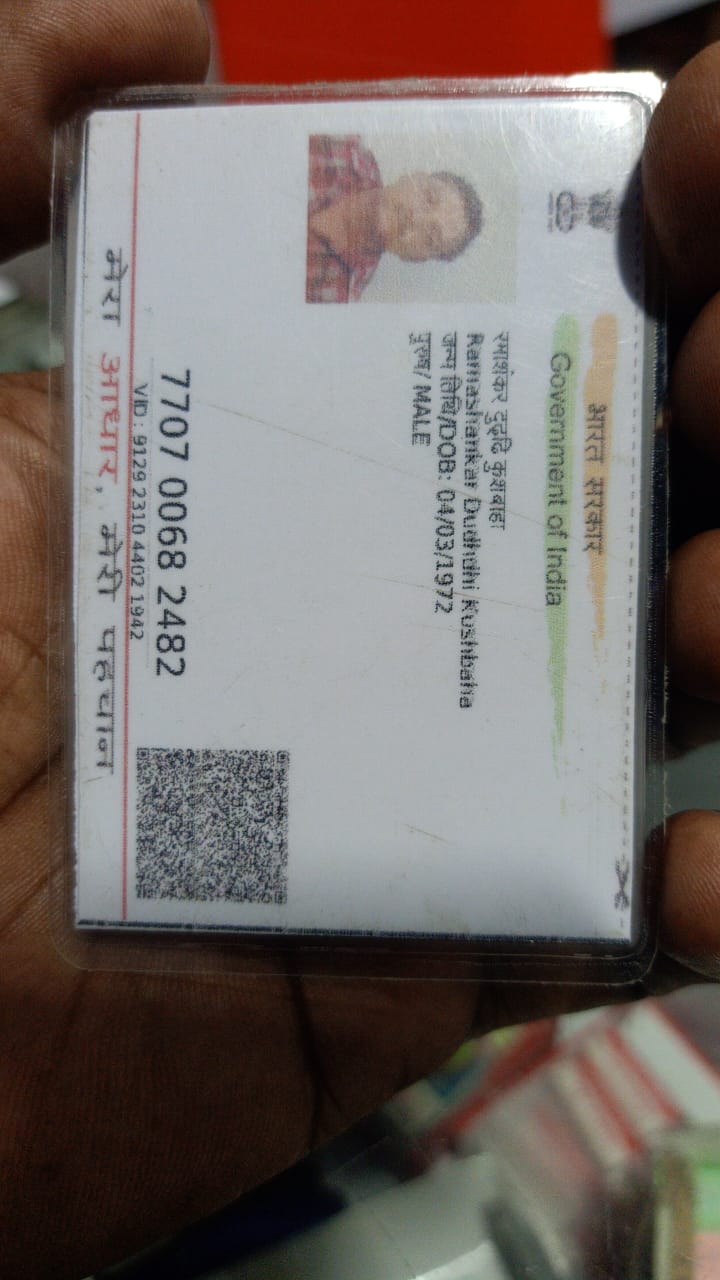 भारत सरकार
Government of India
रमाशंकर दुद्धि कुशबाहा
Ramashankar Dudhdhi Kushbaha
जन्म तिथि/DOB: 04/03/1972
पुरुष/ MALE
7707 0068 2482
VID : 9129 2310 4402 1942
मेरा आधार, मेरी पहचान